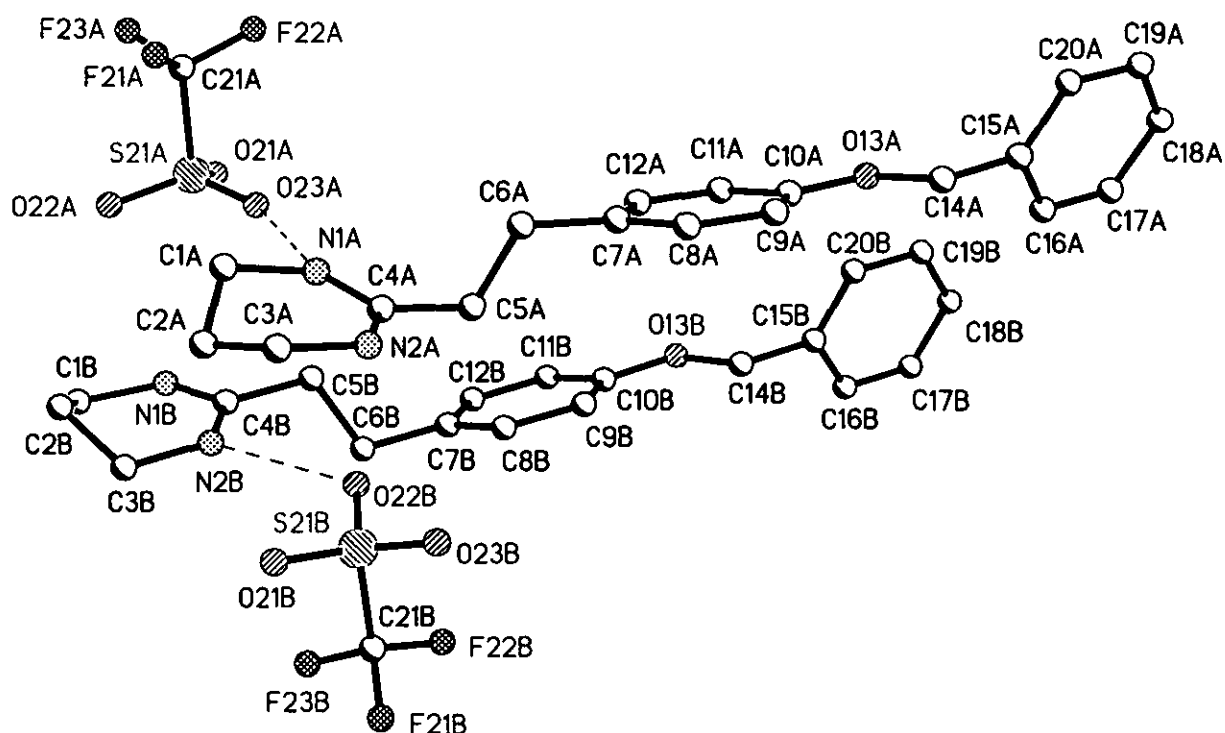 F23A
F22A
F21A
C21A
C20A
C19A
S21A
O21A
O23A
O22A
C15A
C18A
O13A
C10A
C11A
C12A
C6A
C14A
C17A
C16A
C9A
C8A
C7A
N1A
C4A
C1A
C2A
C3A
C5A
N2A
C20B
C19B
C15B
C18B
O13B
C11B
C12B
C10B
C14B
C17B
C16B
C9B
C8B
C7B
C1B
N1B
C5B
C6B
C4B
C2B
C3B
N2B
O22B
S21B
O23B
O21B
C21B
F22B
F23B
F21B